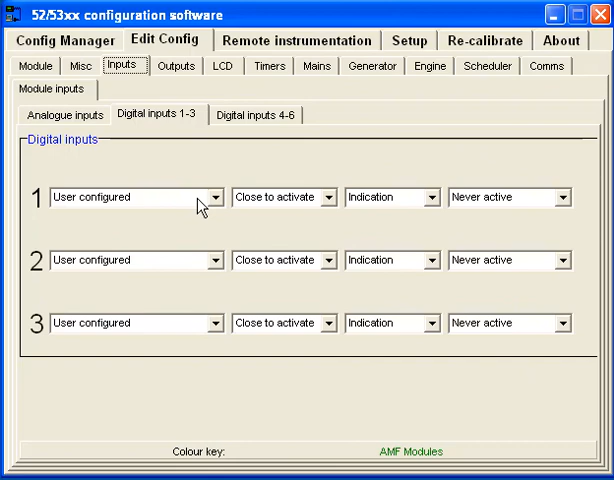 52/53xx configuration software
Config Manager Edit Config Remote instrumentation Setup Re-calibrate About
Module Misc Inputs Outputs LCD Timers Mains Generator Engine Scheduler Comms
Module inputs
Analogue inputs Digital inputs 1-3 Digital inputs 4-6
Digital inputs
1 User configured Close to activate Indication Never active
2 User configured Close to activate Indication Never active
3 User configured Close to activate Indication Never active
Colour key: AMF Modules